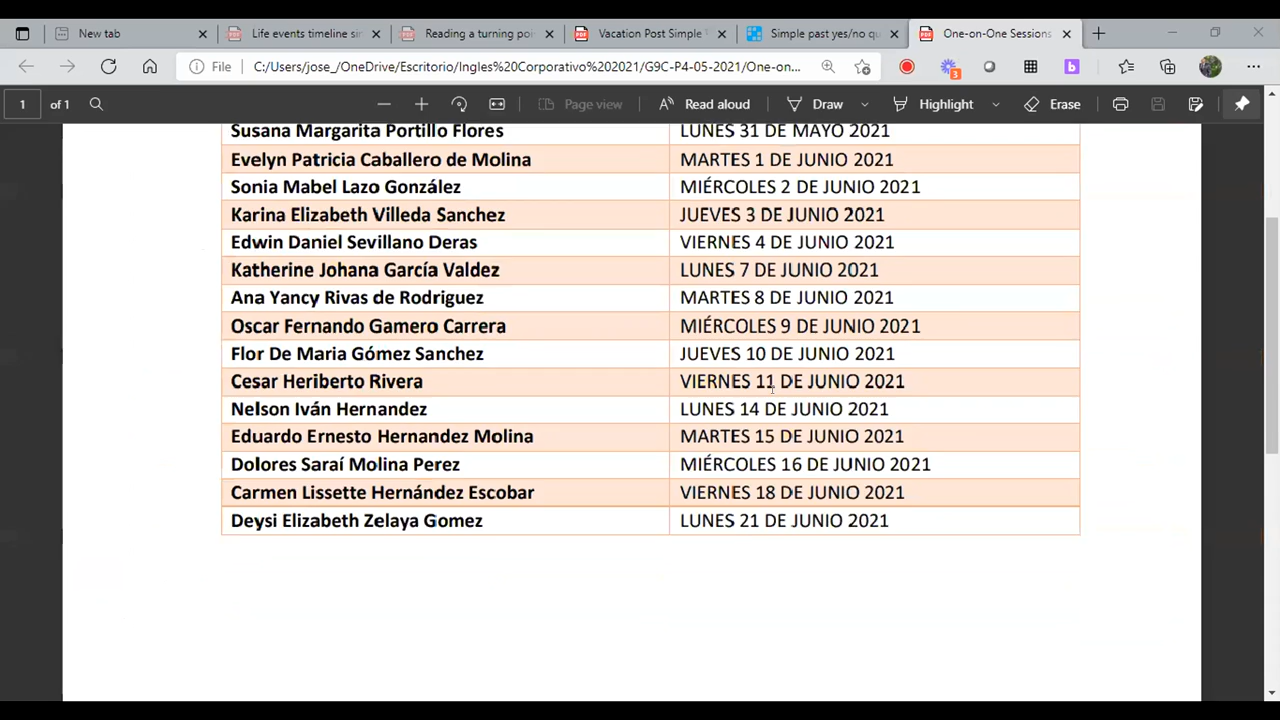 New tab
Life events timeline sir
Reading a turning poi
Vacation Post Simple
Simple past yes/no qu
One-on-One Sessions
File C:/Users/jose_/OneDrive/Escritorio/Ingles%20Corporativo%202021/G9C-P4-05-2021/One-on...
3
1 of 1
Page view
Read aloud
Draw
Highlight
Erase
Susana Margarita Portillo Flores LUNES 31 DE MAYO 2021
Evelyn Patricia Caballero de Molina MARTES 1 DE JUNIO 2021
Sonia Mabel Lazo González MIÉRCOLES 2 DE JUNIO 2021
Karina Elizabeth Villeda Sanchez JUEVES 3 DE JUNIO 2021
Edwin Daniel Sevillano Deras VIERNES 4 DE JUNIO 2021
Katherine Johana García Valdez LUNES 7 DE JUNIO 2021
Ana Yancy Rivas de Rodriguez MARTES 8 DE JUNIO 2021
Oscar Fernando Gamero Carrera MIÉRCOLES 9 DE JUNIO 2021
Flor De Maria Gómez Sanchez JUEVES 10 DE JUNIO 2021
Cesar Heriberto Rivera VIERNES 11 DE JUNIO 2021
Nelson Iván Hernandez LUNES 14 DE JUNIO 2021
Eduardo Ernesto Hernandez Molina MARTES 15 DE JUNIO 2021
Dolores Saraí Molina Perez MIÉRCOLES 16 DE JUNIO 2021
Carmen Lissette Hernández Escobar VIERNES 18 DE JUNIO 2021
Deysi Elizabeth Zelaya Gomez LUNES 21 DE JUNIO 2021